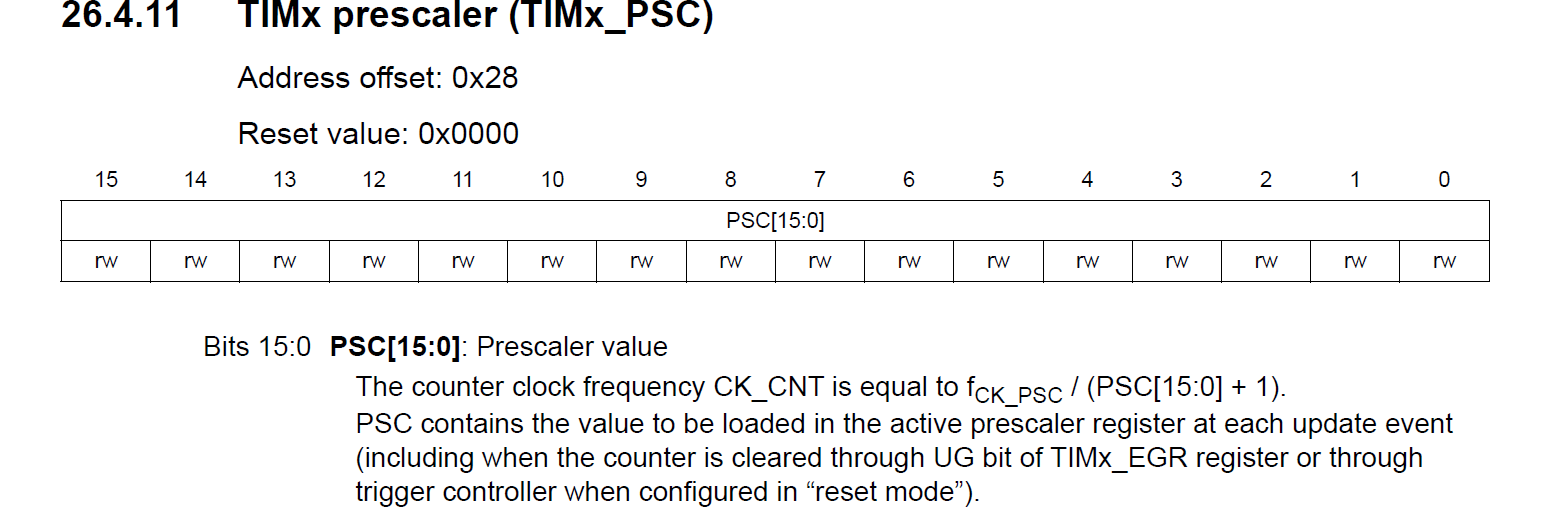 26.4.11 TIMx prescaler (TIMx_PSC)
Address offset: 0x28
Reset value: 0x0000
15 14 13 12 11 10 9 8 7 6 5 4 3 2 1 0
PSC[15:0]
rw rw rw rw rw rw rw rw rw rw rw rw rw rw rw rw
Bits 15:0 PSC[15:0]: Prescaler value
The counter clock frequency CK_CNT is equal to fCK_PSC / (PSC[15:0] + 1).
PSC contains the value to be loaded in the active prescaler register at each update event
(including when the counter is cleared through UG bit of TIMx_EGR register or through
trigger controller when configured in “reset mode”).